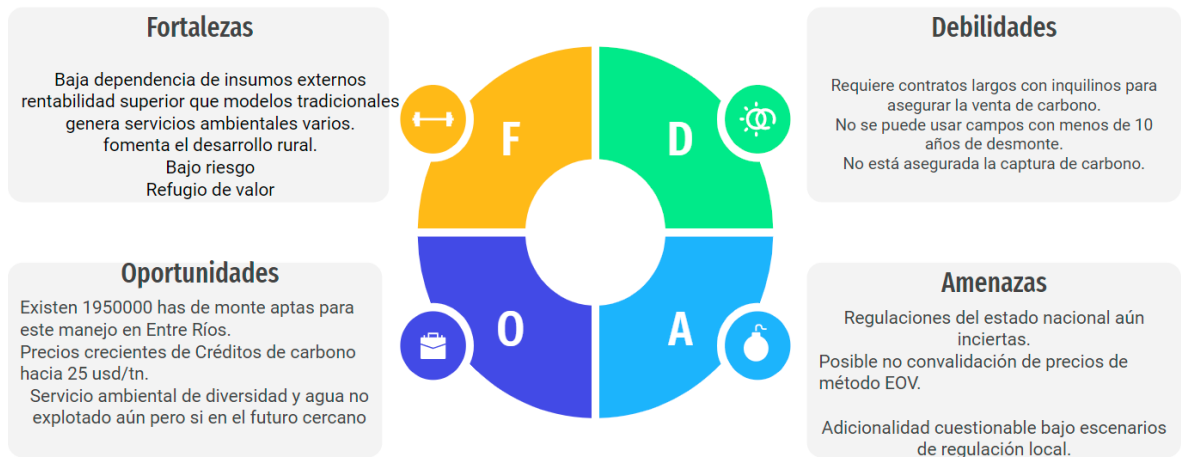 Fortalezas
Baja dependencia de insumos externos
rentabilidad superior que modelos tradicionales
genera servicios ambientales varios.
fomenta el desarrollo rural.
Bajo riesgo
Refugio de valor
Debilidades
Requiere contratos largos con inquilinos para
asegurar la venta de carbono.
No se puede usar campos con menos de 10
años de desmonte.
No está asegurada la captura de carbono.
F
D
O
A
Oportunidades
Existen 1950000 has de monte aptas para
este manejo en Entre Ríos.
Precios crecientes de Créditos de carbono
hacia 25 usd/tn.
Servicio ambiental de diversidad y agua no
explotado aún pero si en el futuro cercano
Amenazas
Regulaciones del estado nacional aún
inciertas.
Posible no convalidación de precios de
método EOV.
Adicionalidad cuestionable bajo escenarios
de regulación local.